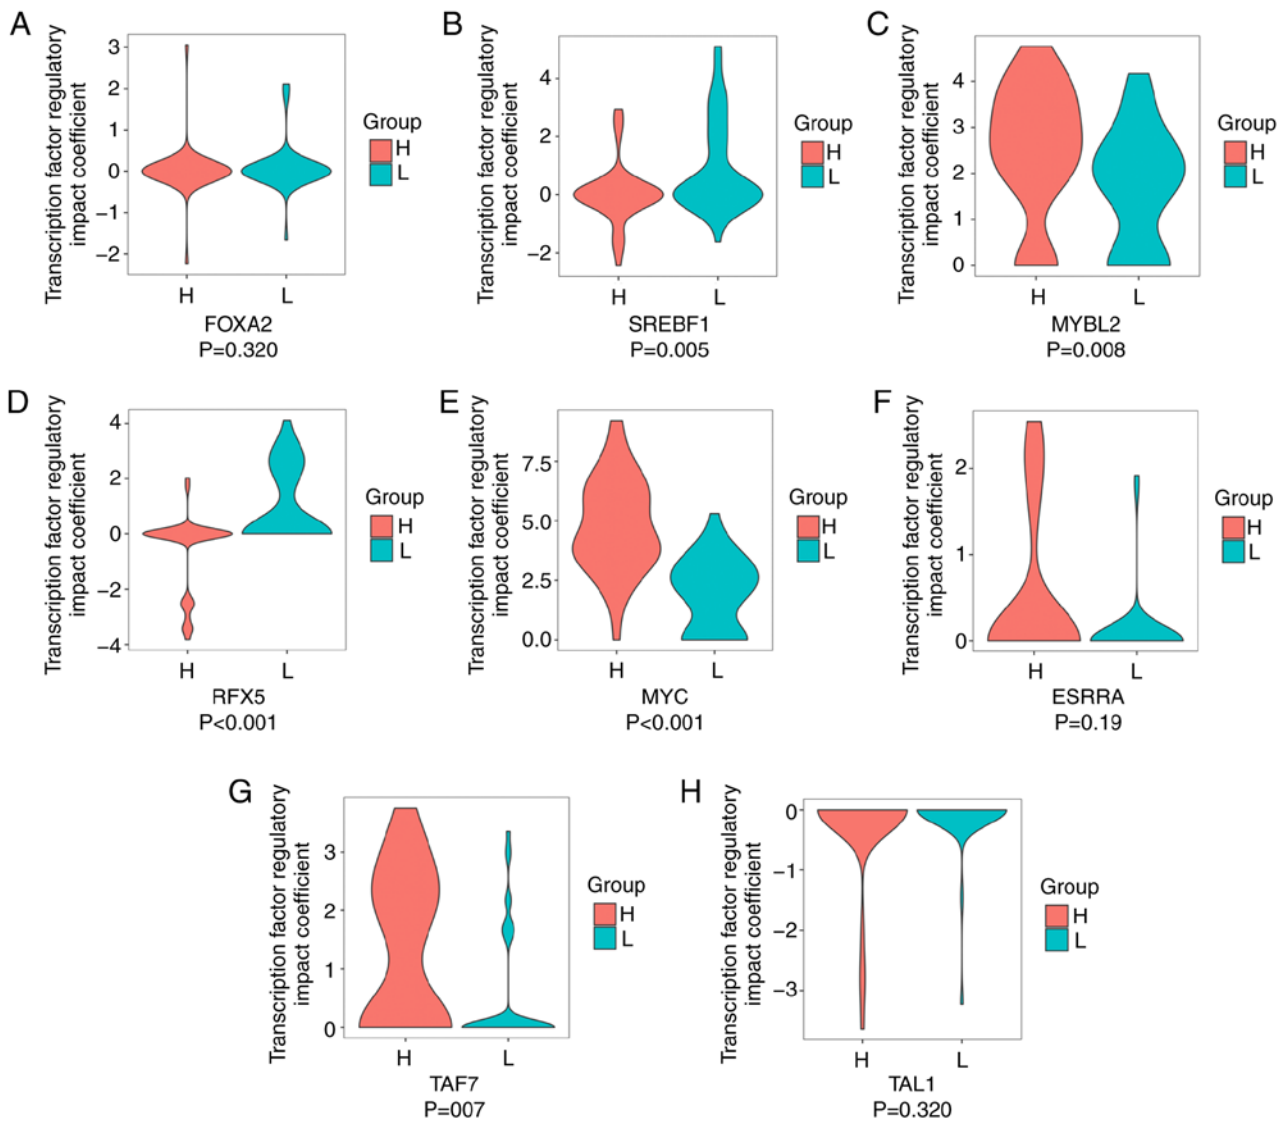 A
Transcription factor regulatory
impact coefficient
3
2
1
0
−1
−2
H
L
FOXA2
P=0.320
Group
H
L
B
Transcription factor regulatory
impact coefficient
4
2
0
−2
H
L
SREBF1
P=0.005
Group
H
L
C
Transcription factor regulatory
impact coefficient
4
3
2
1
0
H
L
MYBL2
P=0.008
Group
H
L
D
Transcription factor regulatory
impact coefficient
4
2
0
−2
−4
H
L
RFX5
P<0.001
Group
H
L
E
Transcription factor regulatory
impact coefficient
7.5
5.0
2.5
0.0
H
L
MYC
P<0.001
Group
H
L
F
Transcription factor regulatory
impact coefficient
2
1
0
H
L
ESRRA
P=0.19
Group
H
L
G
Transcription factor regulatory
impact coefficient
3
2
1
0
H
L
TAF7
P=007
Group
H
L
H
Transcription factor regulatory
impact coefficient
0
−1
−2
−3
H
L
TAL1
P=0.320
Group
H
L